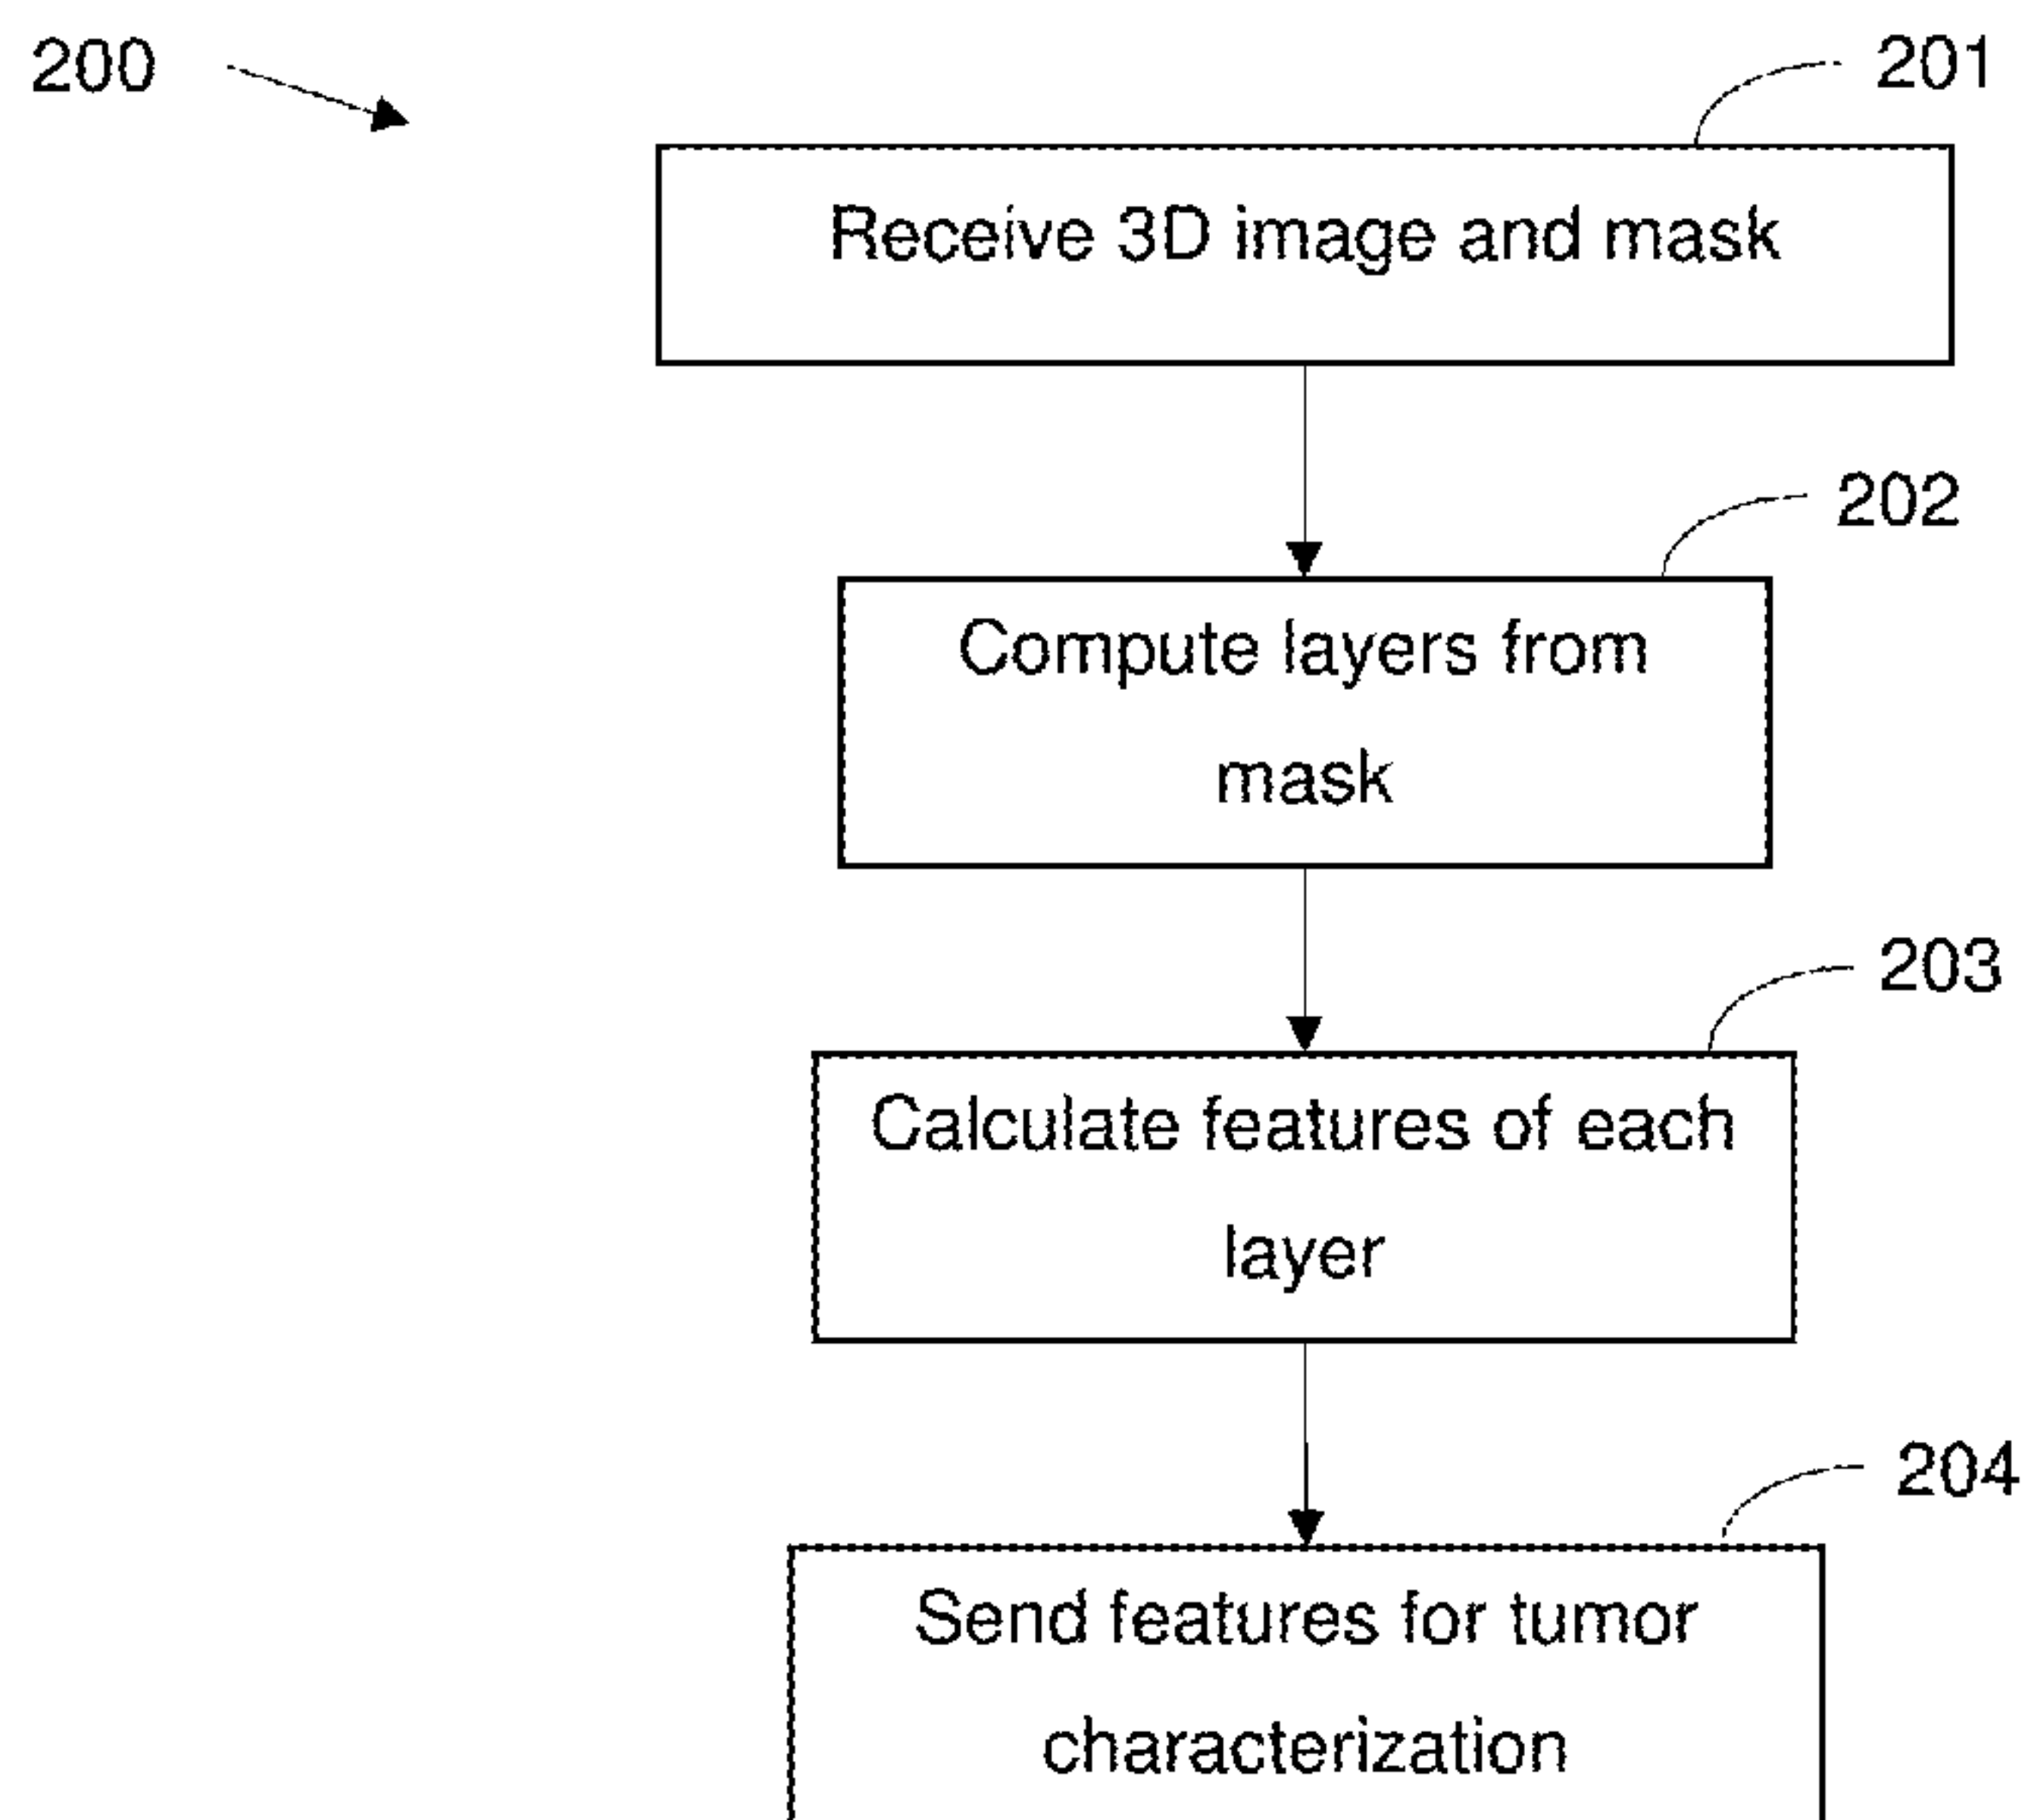 200
201
Receive 3D image and mask
202
Compute layers from
mask
203
Calculate features of each
layer
204
Send features for tumor
characterization